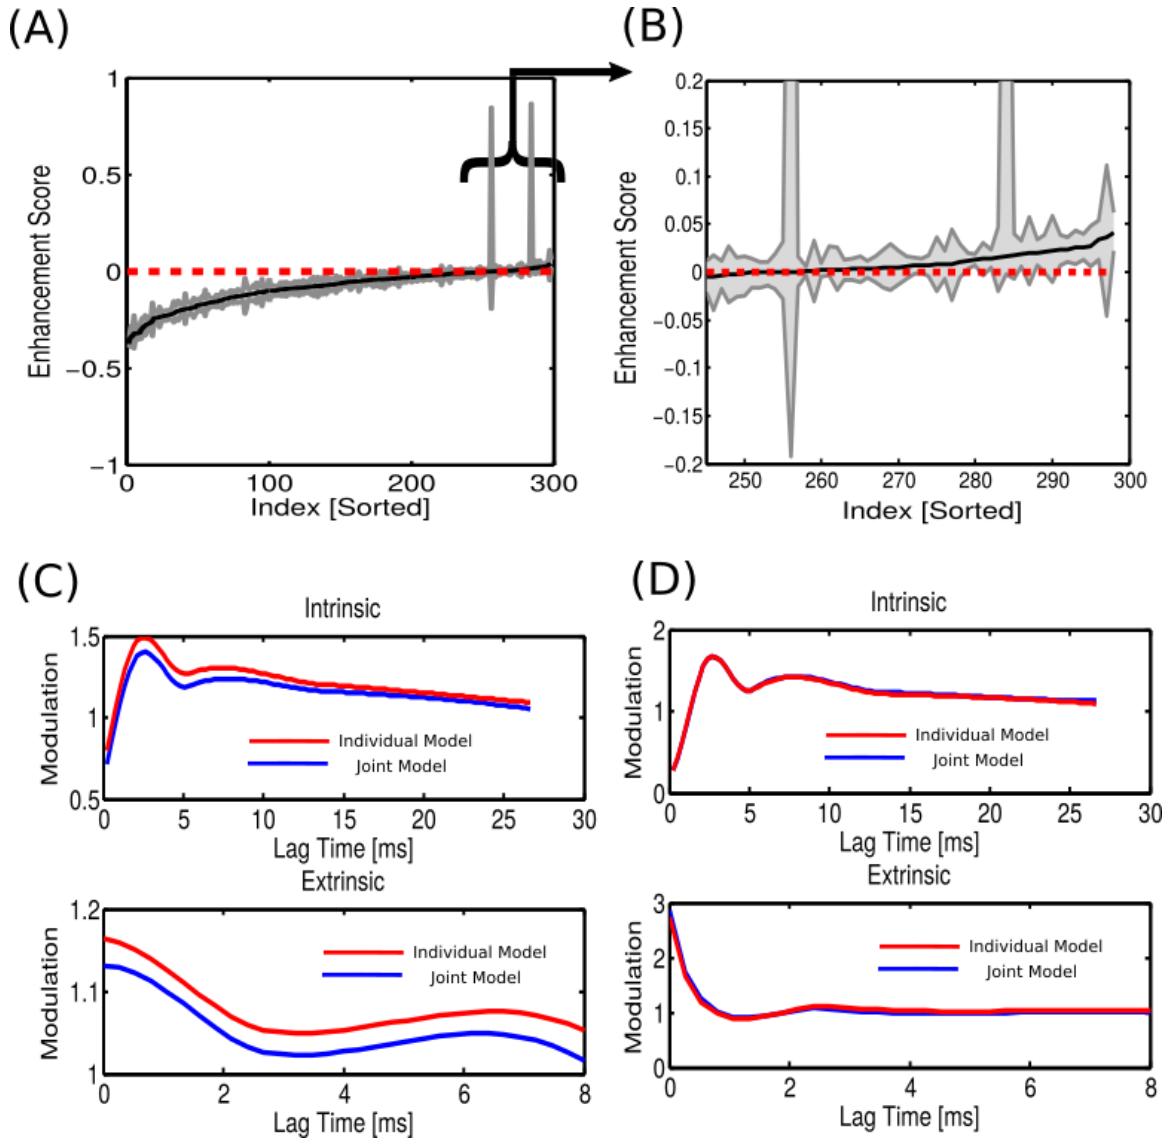 (A)
(B)
1
0.5
0
−0.5
−1
Enhancement Score
0
100
200
300
Index [Sorted]
0.2
0.15
0.1
0.05
0
−0.05
−0.1
−0.15
−0.2
Enhancement Score
250
260
270
280
290
300
Index [Sorted]
(C)
Intrinsic
1.5
1
0.5
Modulation
Individual Model
Joint Model
0
5
10
15
20
25
30
Lag Time [ms]
Extrinsic
1.2
1.1
1
Modulation
Individual Model
Joint Model
0
2
4
6
8
Lag Time [ms]
(D)
Intrinsic
2
1
0
Modulation
Individual Model
Joint Model
0
5
10
15
20
25
30
Lag Time [ms]
Extrinsic
3
2
1
0
Modulation
Individual Model
Joint Model
0
2
4
6
8
Lag Time [ms]